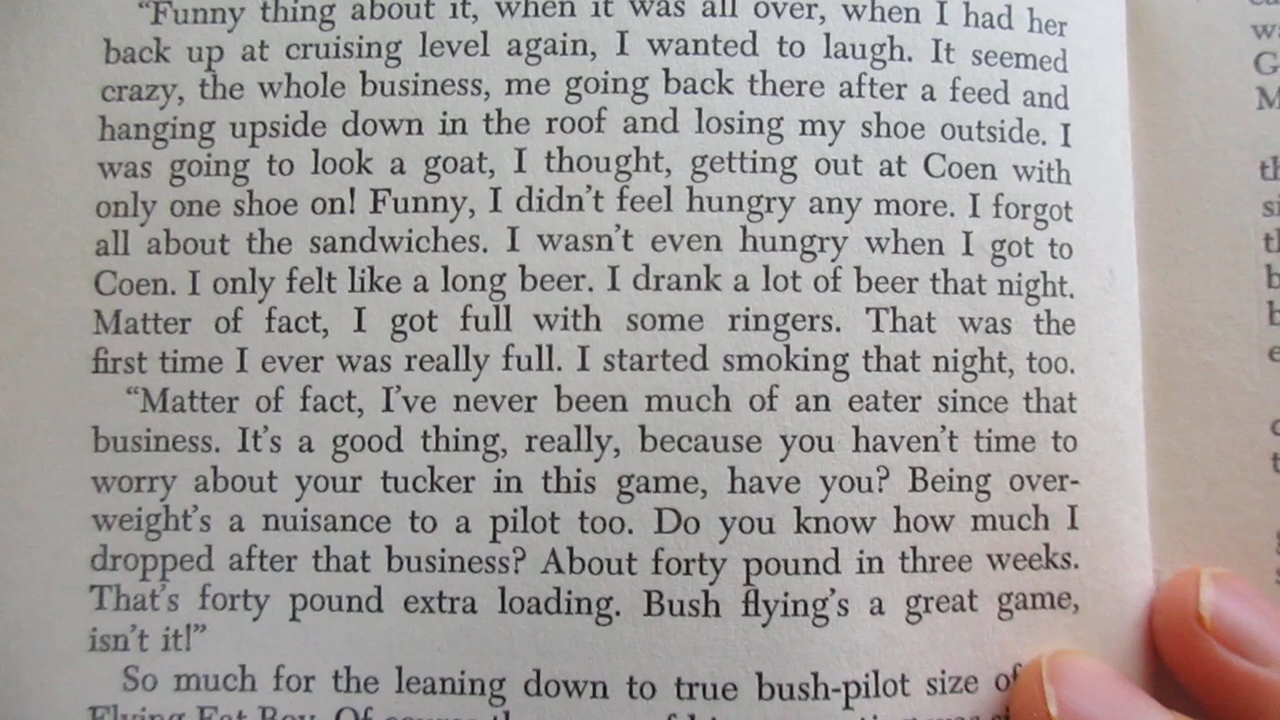 “Funny thing about it, when it was all over, when I had her
back up at cruising level again, I wanted to laugh. It seemed
crazy, the whole business, me going back there after a feed and
hanging upside down in the roof and losing my shoe outside. I
was going to look a goat, I thought, getting out at Coen with
only one shoe on! Funny, I didn’t feel hungry any more. I forgot
all about the sandwiches. I wasn’t even hungry when I got to
Coen. I only felt like a long beer. I drank a lot of beer that night.
Matter of fact, I got full with some ringers. That was the
first time I ever was really full. I started smoking that night, too.
“Matter of fact, I’ve never been much of an eater since that
business. It’s a good thing, really, because you haven’t time to
worry about your tucker in this game, have you? Being over-
weight’s a nuisance to a pilot too. Do you know how much I
dropped after that business? About forty pound in three weeks.
That’s forty pound extra loading. Bush flying’s a great game,
isn’t it!”
So much for the leaning down to true bush-pilot size of
Flying Fat Boy. Of course